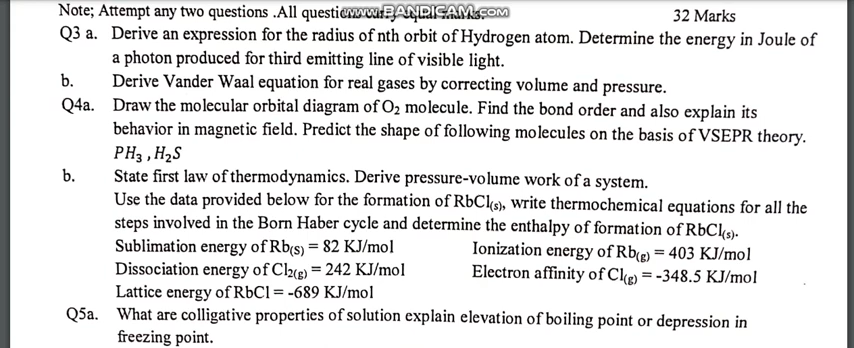 Note; Attempt any two questions .All questions carry equal marks. 32 Marks
WWW.BANDICAM.COM
Q3 a. Derive an expression for the radius of nth orbit of Hydrogen atom. Determine the energy in Joule of
a photon produced for third emitting line of visible light.
b. Derive Vander Waal equation for real gases by correcting volume and pressure.
Q4a. Draw the molecular orbital diagram of O₂ molecule. Find the bond order and also explain its
behavior in magnetic field. Predict the shape of following molecules on the basis of VSEPR theory.
PH₃ , H₂S
b. State first law of thermodynamics. Derive pressure-volume work of a system.
Use the data provided below for the formation of RbCl(s), write thermochemical equations for all the
steps involved in the Born Haber cycle and determine the enthalpy of formation of RbCl(s).
Sublimation energy of Rb(S) = 82 KJ/mol Ionization energy of Rb(g) = 403 KJ/mol
Dissociation energy of Cl₂(g) = 242 KJ/mol Electron affinity of Cl(g) = -348.5 KJ/mol
Lattice energy of RbCl = -689 KJ/mol
Q5a. What are colligative properties of solution explain elevation of boiling point or depression in
freezing point.